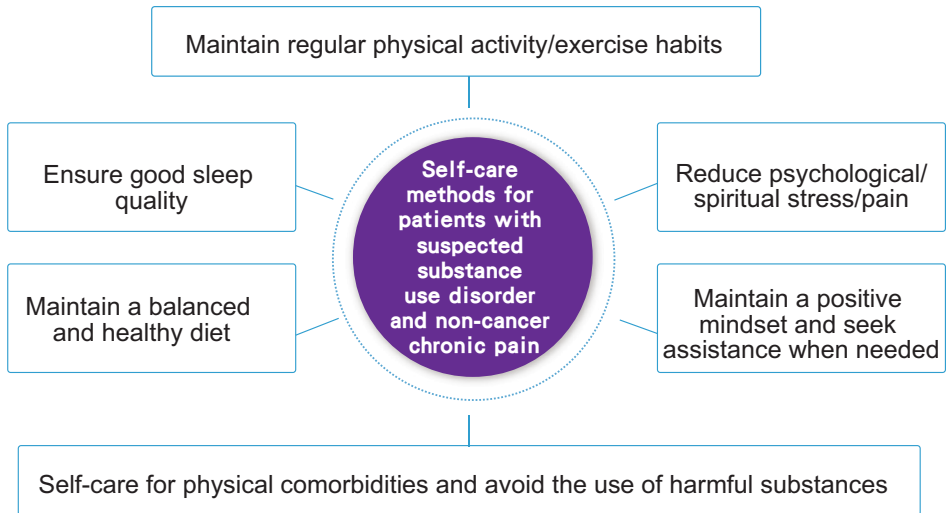 Maintain regular physical activity/exercise habits
Ensure good sleep
quality
Maintain a balanced
and healthy diet
Self-care
methods for
patients with
suspected
substance
use disorder
and non-cancer
chronic pain
Reduce psychological/
spiritual stress/pain
Maintain a positive
mindset and seek
assistance when needed
Self-care for physical comorbidities and avoid the use of harmful substances